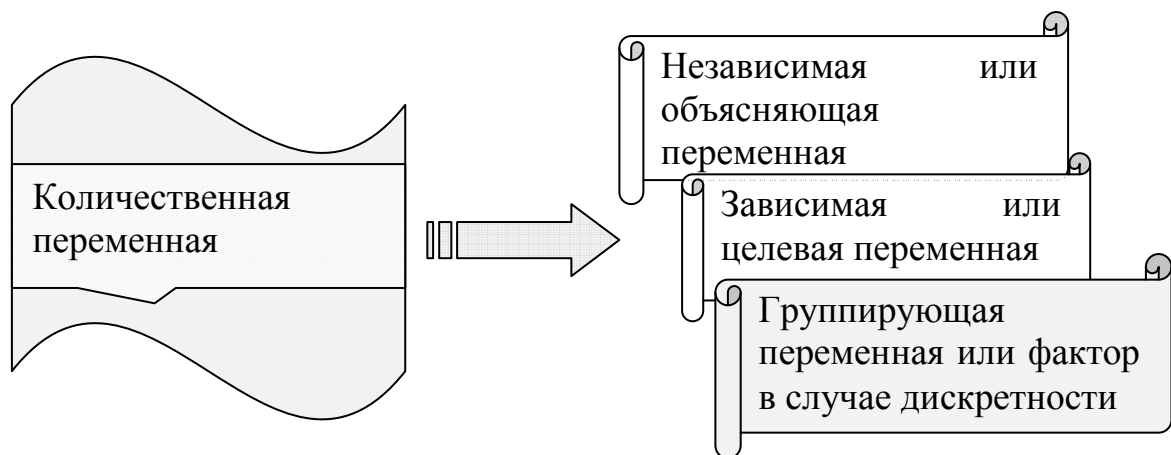 Количественная
переменная
Независимая или
объясняющая
переменная
Зависимая или
целевая переменная
Группирующая
переменная или фактор
в случае дискретности